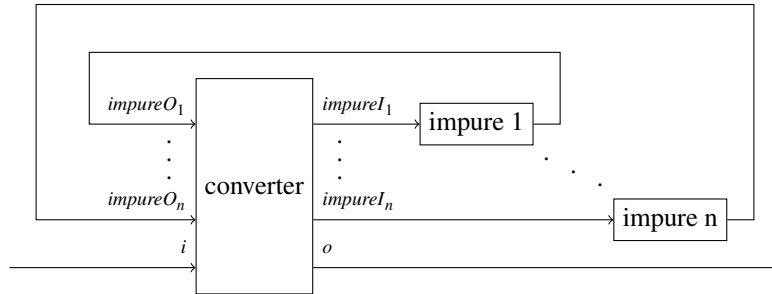 impureO₁ impureI₁
impure 1
converter
impureOₙ impureIₙ
impure n
i o